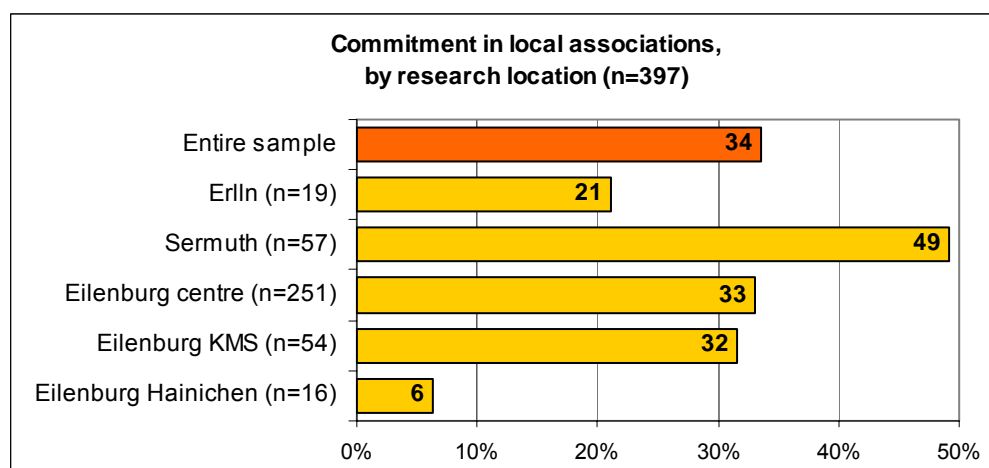 Commitment in local associations,
by research location (n=397)
Entire sample 34
Erlln (n=19) 21
Sermuth (n=57) 49
Eilenburg centre (n=251) 33
Eilenburg KMS (n=54) 32
Eilenburg Hainichen (n=16) 6
0% 10% 20% 30% 40% 50%